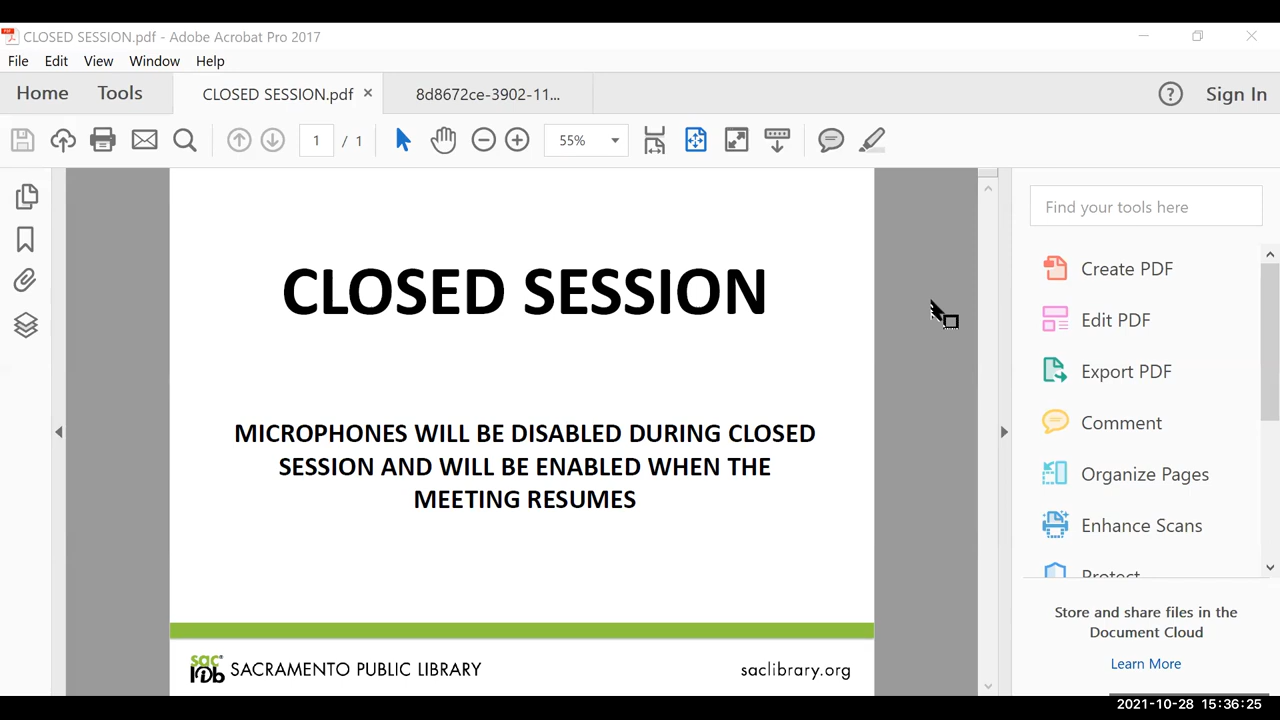 CLOSED SESSION.pdf - Adobe Acrobat Pro 2017
File Edit View Window Help
Home Tools CLOSED SESSION.pdf 8d8672ce-3902-11... Sign In
1 / 1 55%
Find your tools here
Create PDF
Edit PDF
Export PDF
Comment
Organize Pages
Enhance Scans
Protect
Store and share files in the
Document Cloud
Learn More
CLOSED SESSION
MICROPHONES WILL BE DISABLED DURING CLOSED
SESSION AND WILL BE ENABLED WHEN THE
MEETING RESUMES
sac
lib SACRAMENTO PUBLIC LIBRARY saclibrary.org
2021-10-28 15:36:25